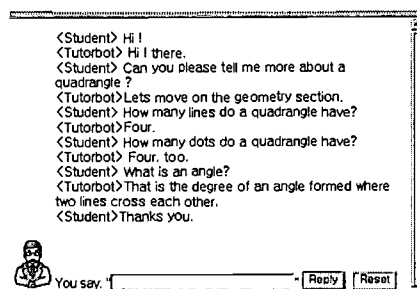 <Student> Hi !
<Tutorbot> Hi ! there.
<Student> Can you please tell me more about a
quadrangle ?
<Tutorbot>Lets move on the geometry section.
<Student> How many lines do a quadrangle have?
<Tutorbot>Four.
<Student> How many dots do a quadrangle have?
<Tutorbot> Four, too.
<Student> What is an angle?
<Tutorbot>That is the degree of an angle formed where
two lines cross each other.
<Student>Thanks you.
You say. " " Reply Reset